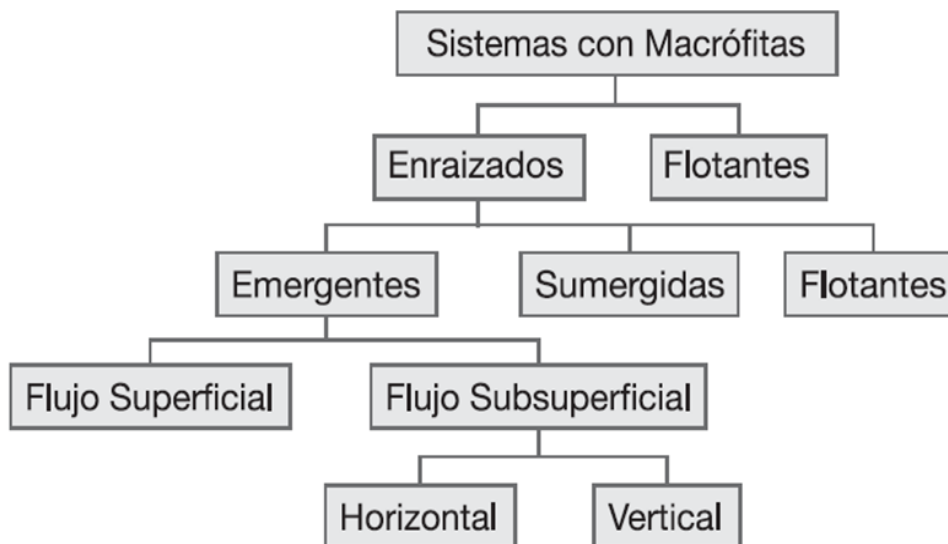 Sistemas con Macrófitas
Enraizados
Flotantes
Emergentes
Sumergidas
Flotantes
Flujo Superficial
Flujo Subsuperficial
Horizontal
Vertical